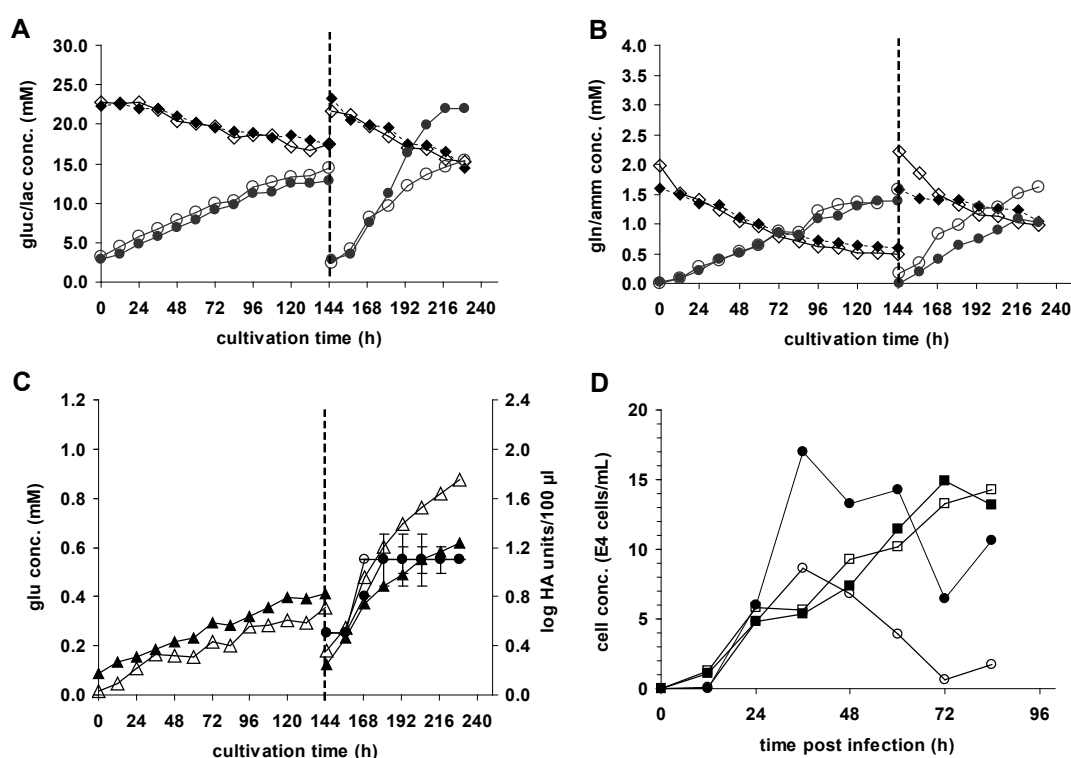 A
gluc/lac conc. (mM)
30.0
25.0
20.0
15.0
10.0
5.0
0.0
0 24 48 72 96 120 144 168 192 216 240
cultivation time (h)
B
gln/amm conc. (mM)
4.0
3.5
3.0
2.5
2.0
1.5
1.0
0.5
0.0
0 24 48 72 96 120 144 168 192 216 240
cultivation time (h)
C
glu conc. (mM)
1.2
1.0
0.8
0.6
0.4
0.2
0.0
2.4
2.0
1.6
1.2
0.8
0.4
0.0
log HA units/100 µl
0 24 48 72 96 120 144 168 192 216 240
cultivation time (h)
D
cell conc. (E4 cells/mL)
20
15
10
5
0
0 24 48 72 96
time post infection (h)